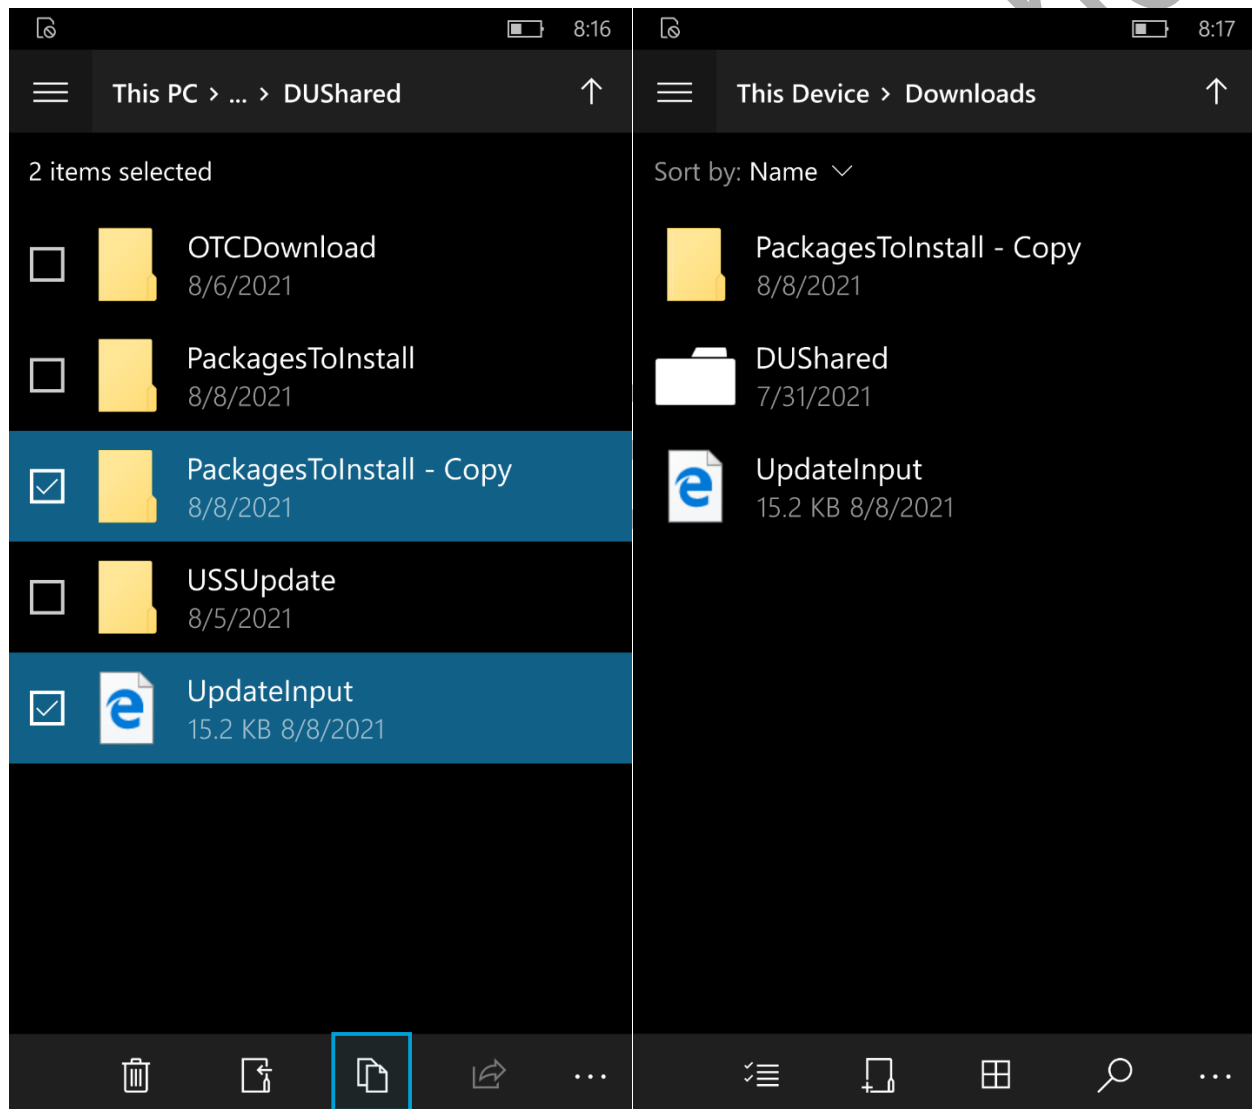 8:16
This PC > ... > DUShared
2 items selected
OTCDownload
8/6/2021
PackagesToInstall
8/8/2021
PackagesToInstall - Copy
8/8/2021
USSUpdate
8/5/2021
UpdateInput
15.2 KB 8/8/2021
8:17
This Device > Downloads
Sort by: Name
PackagesToInstall - Copy
8/8/2021
DUShared
7/31/2021
UpdateInput
15.2 KB 8/8/2021